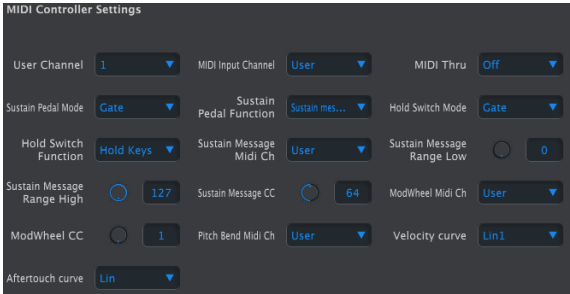 MIDI Controller Settings
User Channel 1 MIDI Input Channel User MIDI Thru Off
Sustain Pedal Mode Gate Sustain Pedal Function Sustain mes... Hold Switch Mode Gate
Hold Switch Function Hold Keys Sustain Message Midi Ch User Sustain Message Range Low 0
Sustain Message Range High 127 Sustain Message CC 64 ModWheel Midi Ch User
ModWheel CC 1 Pitch Bend Midi Ch User Velocity curve Lin1
Aftertouch curve Lin